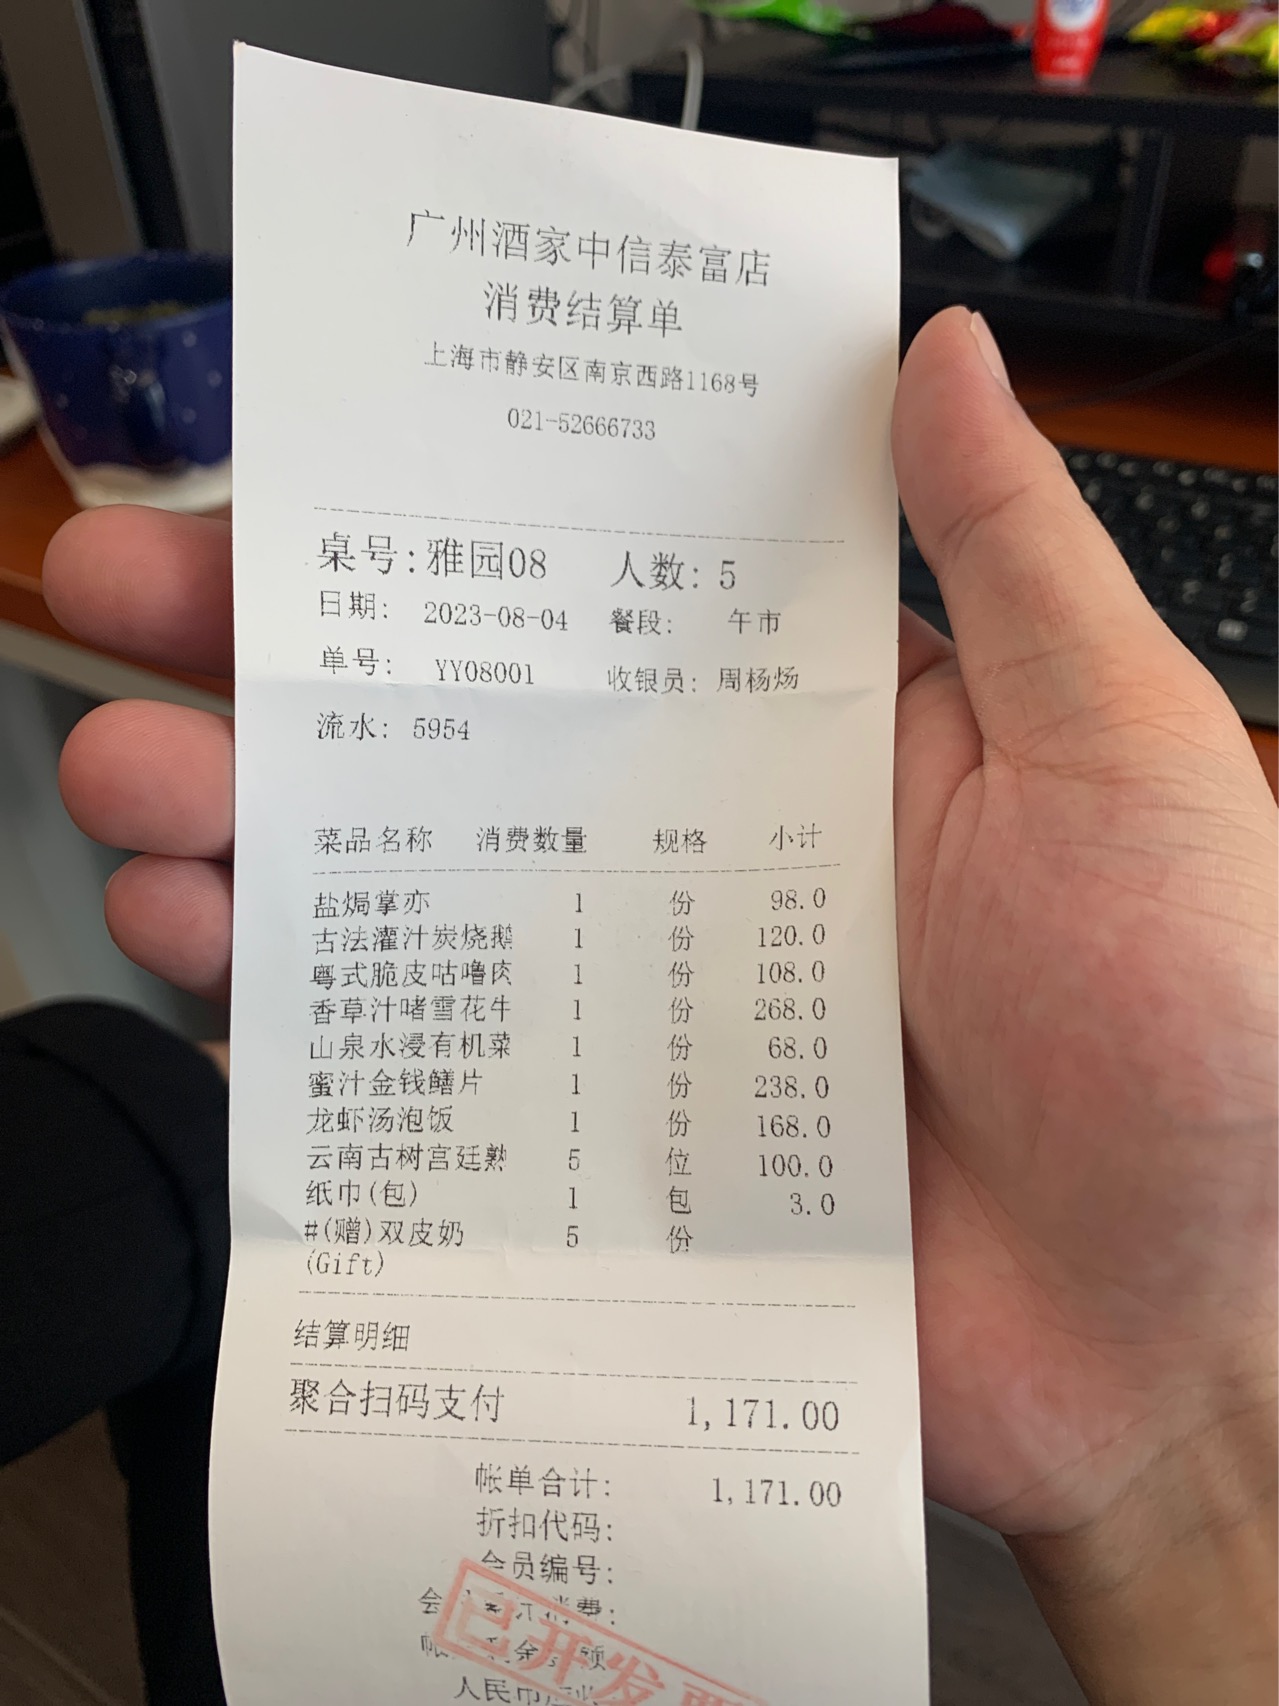 广州酒家中信泰富店
消费结算单
上海市静安区南京西路1168号
021-52666733
桌号:雅园08 人数: 5
日期: 2023-08-04 餐段: 午市
单号: YY08001 收银员: 周杨炀
流水: 5954
菜品名称 消费数量 规格 小计
盐焗掌亦 1 份 98.0
古法灌汁炭烧鹅 1 份 120.0
粤式脆皮咕噜肉 1 份 108.0
香草汁啫雪花牛 1 份 268.0
山泉水浸有机菜 1 份 68.0
蜜汁金钱鳝片 1 份 238.0
龙虾汤泡饭 1 份 168.0
云南古树宫廷熟 5 位 100.0
纸巾(包) 1 包 3.0
#(赠)双皮奶 5 份
(Gift)
结算明细
聚合扫码支付 1,171.00
帐单合计: 1,171.00
折扣代码:
会员编号:
消费:
已开发票
人民币